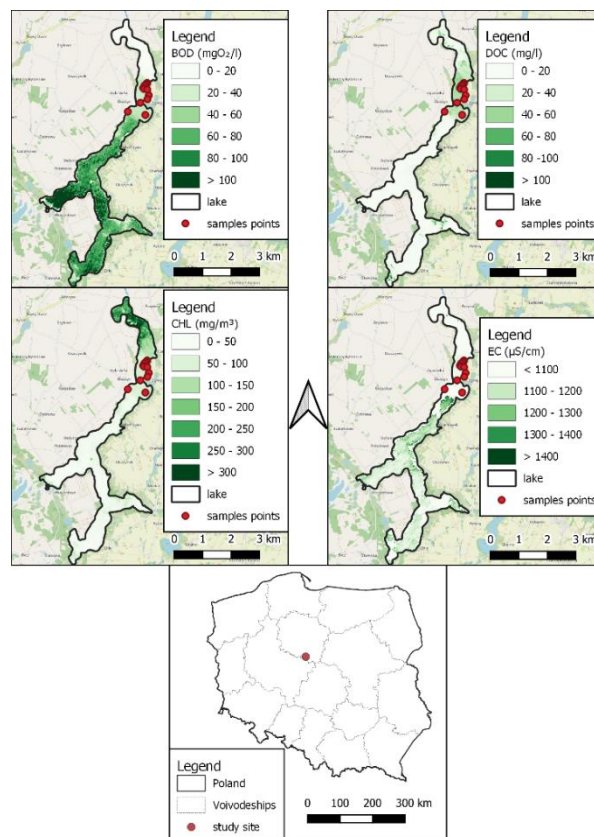 Legend
BOD (mgO₂/l)
0 - 20
20 - 40
40 - 60
60 - 80
80 - 100
> 100
lake
samples points
0 1 2 3 km
Legend
DOC (mg/l)
0 - 20
20 - 40
40 - 60
60 - 80
80 -100
> 100
lake
samples points
0 1 2 3 km
Legend
CHL (mg/m³)
0 - 50
50 - 100
100 - 150
150 - 200
200 - 250
250 - 300
> 300
lake
samples points
0 1 2 3 km
Legend
EC (µS/cm)
< 1100
1100 - 1200
1200 - 1300
1300 - 1400
> 1400
lake
samples points
0 1 2 3 km
Legend
Poland
Voivodeships
study site
0 100 200 300 km